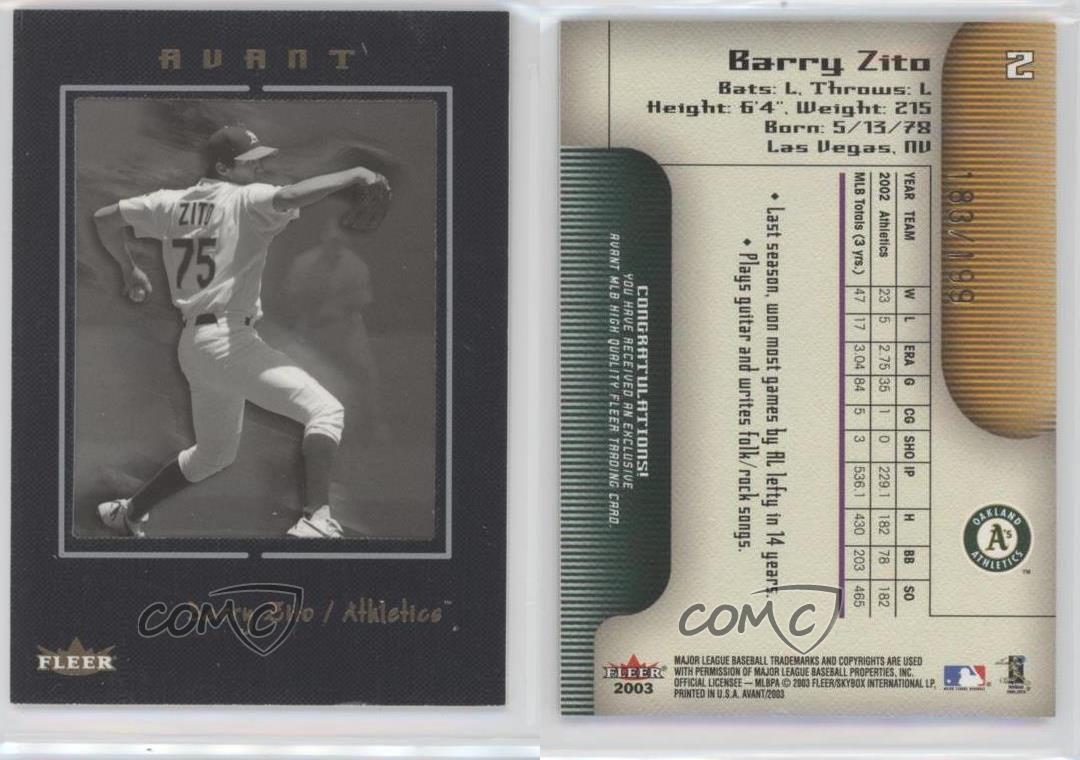 AVANT
ZITO
75
Barry Zito / Athletics™
FLEER
COMC
2
Barry Zito
Bats: L, Throws: L
Height: 6'4", Weight: 215
Born: 5/13/78
Las Vegas, NV
183/199
YEAR TEAM W L ERA G CG SHO IP H BB SO
2002 Athletics 23 5 2.75 35 1 0 229.1 182 78 182
MLB Totals (3 yrs.) 47 17 3.04 84 5 3 536.1 430 203 465
♦ Last season, won most games by AL lefty in 14 years.
♦ Plays guitar and writes folk/rock songs.
CONGRATULATIONS!
YOU HAVE RECEIVED AN EXCLUSIVE
AVANT MLB HIGH QUALITY FLEER TRADING CARD.
OAKLAND
A's
ATHLETICS
™
COMC
FLEER
2003
MAJOR LEAGUE BASEBALL TRADEMARKS AND COPYRIGHTS ARE USED
WITH PERMISSION OF MAJOR LEAGUE BASEBALL PROPERTIES, INC.
OFFICIAL LICENSEE — MLBPA © 2003 FLEER/SKYBOX INTERNATIONAL LP.
PRINTED IN U.S.A. AVANT/2003